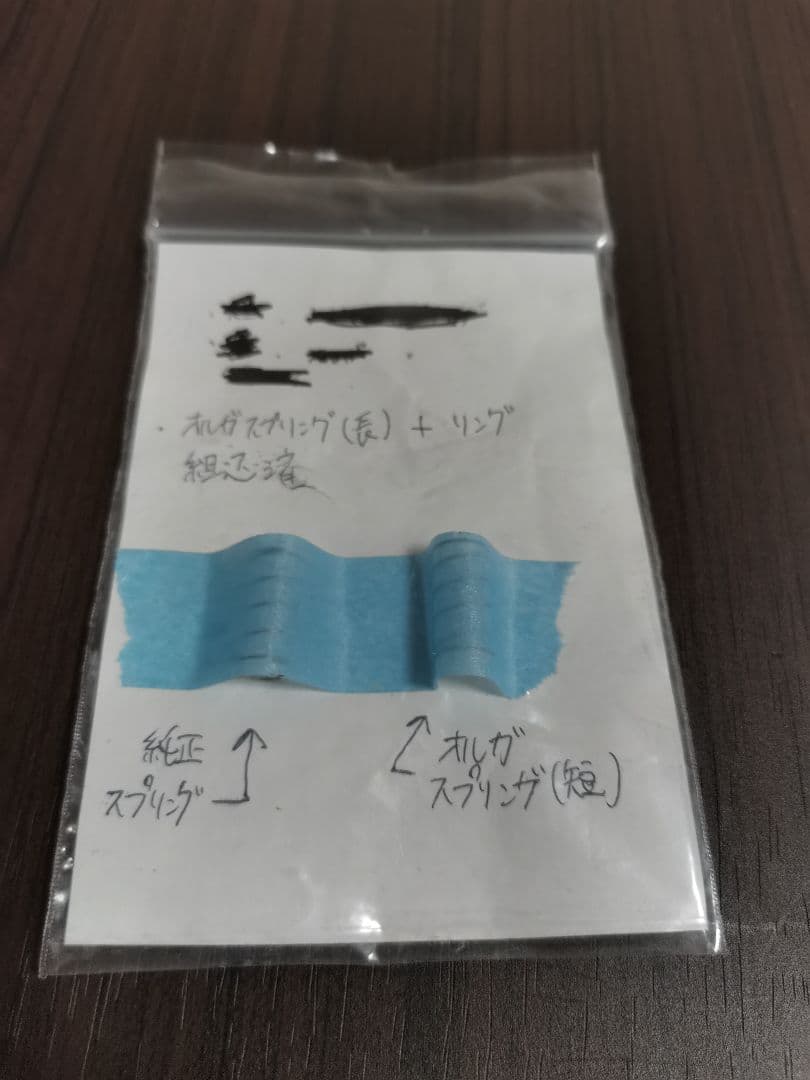 ・オルガスプリング(長) + リング
組込済
純正
スプリング
オルガ
スプリング(短)